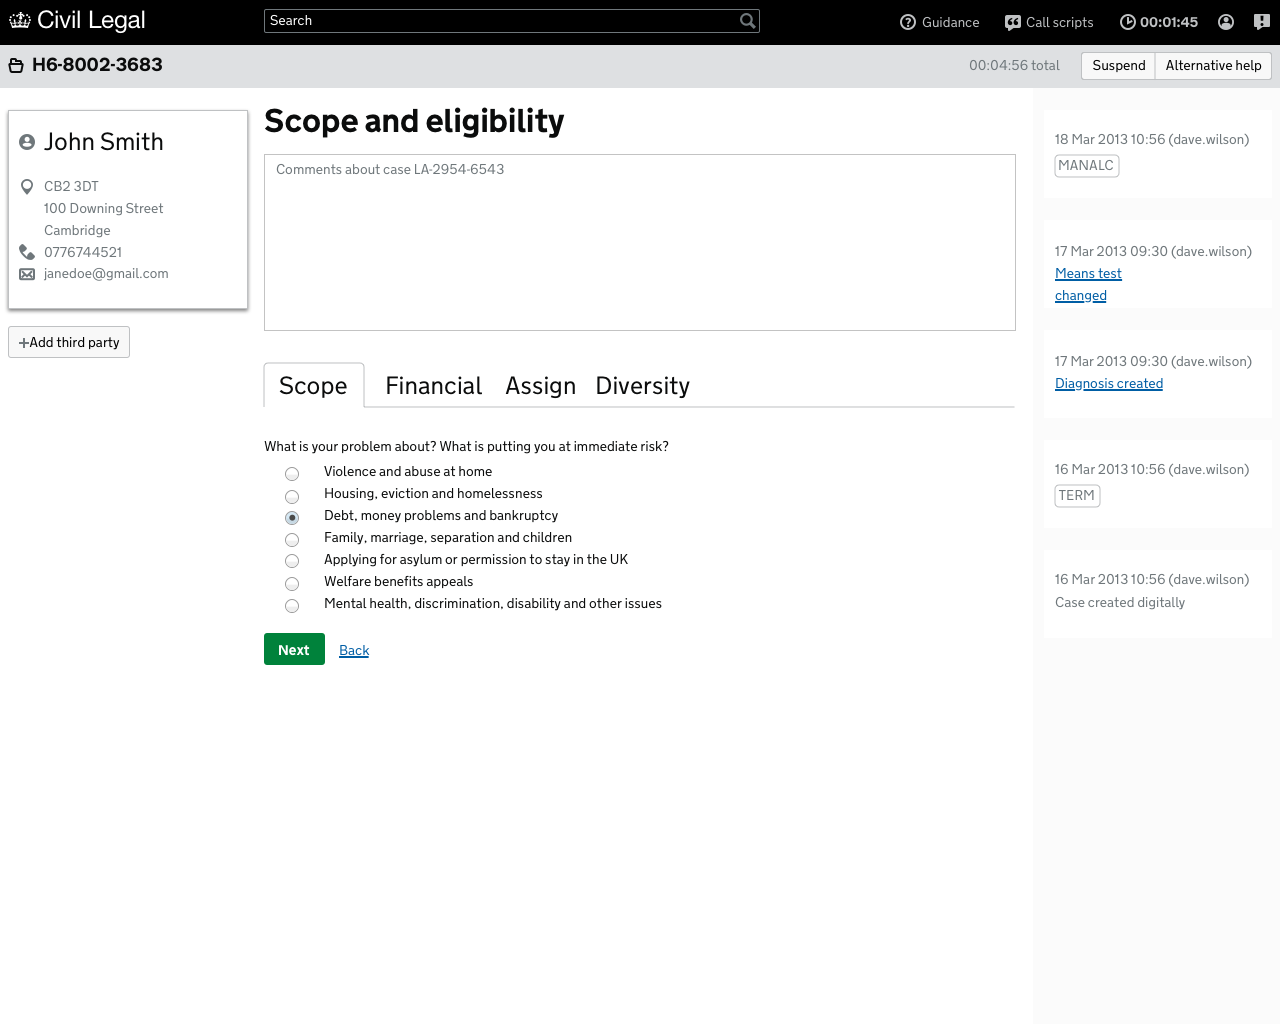 Civil Legal
Search
Guidance
Call scripts
00:01:45
H6-8002-3683
00:04:56 total
Suspend
Alternative help
John Smith
CB2 3DT
100 Downing Street
Cambridge
0776744521
janedoe@gmail.com
+Add third party
Scope and eligibility
Comments about case LA-2954-6543
Scope
Financial
Assign
Diversity
What is your problem about? What is putting you at immediate risk?
Violence and abuse at home
Housing, eviction and homelessness
Debt, money problems and bankruptcy
Family, marriage, separation and children
Applying for asylum or permission to stay in the UK
Welfare benefits appeals
Mental health, discrimination, disability and other issues
Next
Back
18 Mar 2013 10:56 (dave.wilson)
MANALC
17 Mar 2013 09:30 (dave.wilson)
Means test
changed
17 Mar 2013 09:30 (dave.wilson)
Diagnosis created
16 Mar 2013 10:56 (dave.wilson)
TERM
16 Mar 2013 10:56 (dave.wilson)
Case created digitally